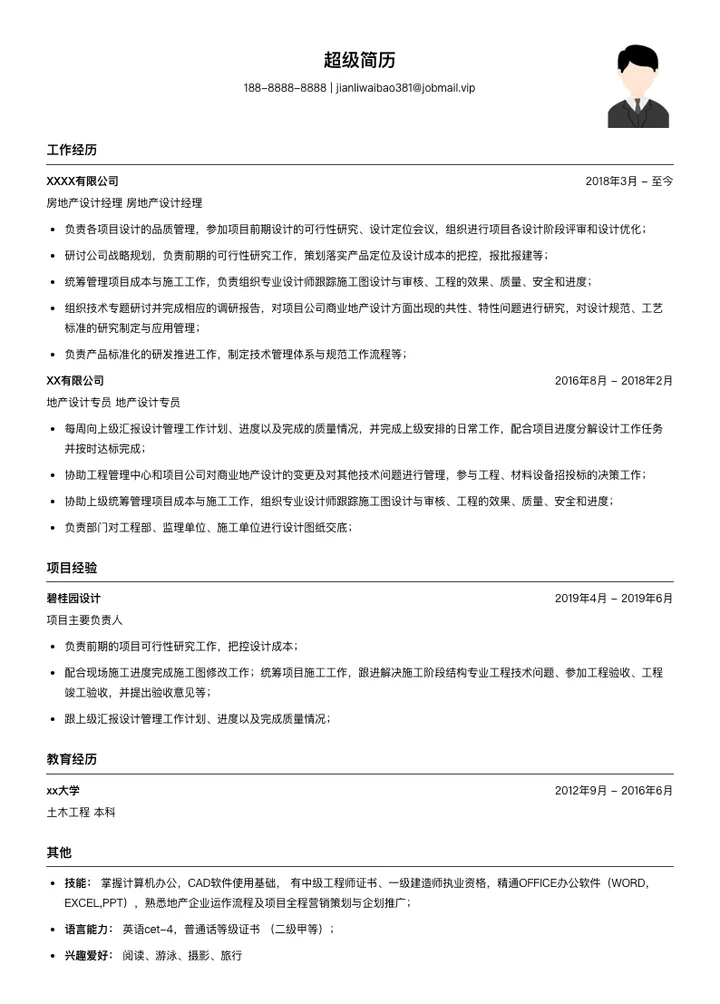 超级简历
188-8888-8888 | jianliwaibao381@jobmail.vip
工作经历
XXXX有限公司 2018年3月 – 至今
房地产设计经理 房地产设计经理
• 负责各项目设计的品质管理，参加项目前期设计的可行性研究、设计定位会议，组织进行项目各设计阶段评审和设计优化；
• 研讨公司战略规划，负责前期的可行性研究工作，策划落实产品定位及设计成本的把控，报批报建等；
• 统筹管理项目成本与施工工作，负责组织专业设计师跟踪施工图设计与审核、工程的效果、质量、安全和进度；
• 组织技术专题研讨并完成相应的调研报告，对项目公司商业地产设计方面出现的共性、特性问题进行研究，对设计规范、工艺
标准的研究制定与应用管理；
• 负责产品标准化的研发推进工作，制定技术管理体系与规范工作流程等；
XX有限公司 2016年8月 – 2018年2月
地产设计专员 地产设计专员
• 每周向上级汇报设计管理工作计划、进度以及完成的质量情况，并完成上级安排的日常工作，配合项目进度分解设计工作任务
并按时达标完成；
• 协助工程管理中心和项目公司对商业地产设计的变更及对其他技术问题进行管理，参与工程、材料设备招投标的决策工作；
• 协助上级统筹管理项目成本与施工工作，组织专业设计师跟踪施工图设计与审核、工程的效果、质量、安全和进度；
• 负责部门对工程部、监理单位、施工单位进行设计图纸交底；
项目经验
碧桂园设计 2019年4月 – 2019年6月
项目主要负责人
• 负责前期的项目可行性研究工作，把控设计成本；
• 配合现场施工进度完成施工图修改工作；统筹项目施工工作，跟进解决施工阶段结构专业工程技术问题、参加工程验收、工程
竣工验收，并提出验收意见等；
• 跟上级汇报设计管理工作计划、进度以及完成质量情况；
教育经历
xx大学 2012年9月 – 2016年6月
土木工程 本科
其他
• 技能： 掌握计算机办公，CAD软件使用基础， 有中级工程师证书、一级建造师执业资格，精通OFFICE办公软件（WORD,
EXCEL,PPT），熟悉地产企业运作流程及项目全程营销策划与企划推广；
• 语言能力： 英语cet-4，普通话等级证书 （二级甲等）；
• 兴趣爱好： 阅读、游泳、摄影、旅行